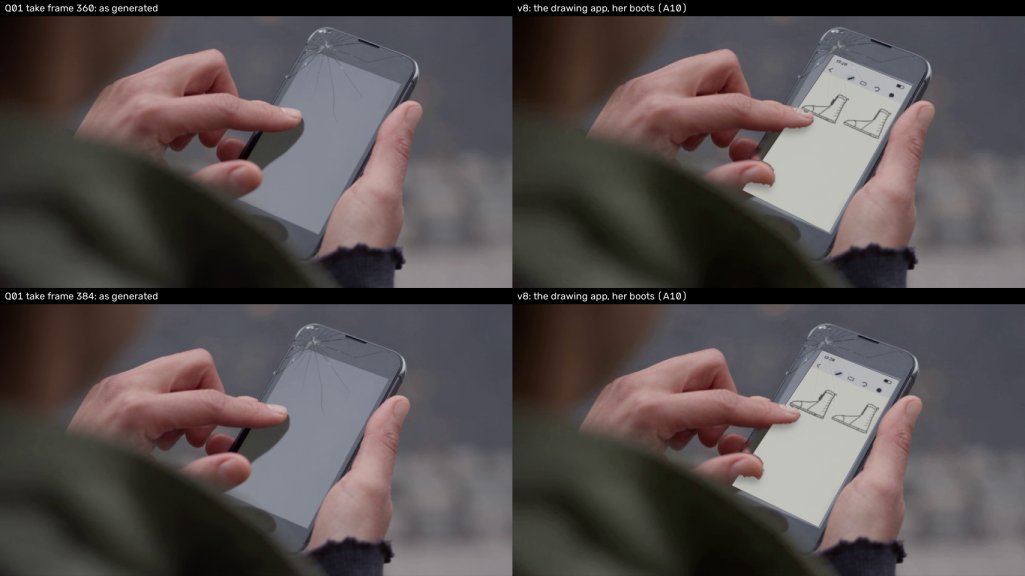 Q01 take frame 360: as generated
v8: the drawing app, her boots (A10)
Q01 take frame 384: as generated
v8: the drawing app, her boots (A10)